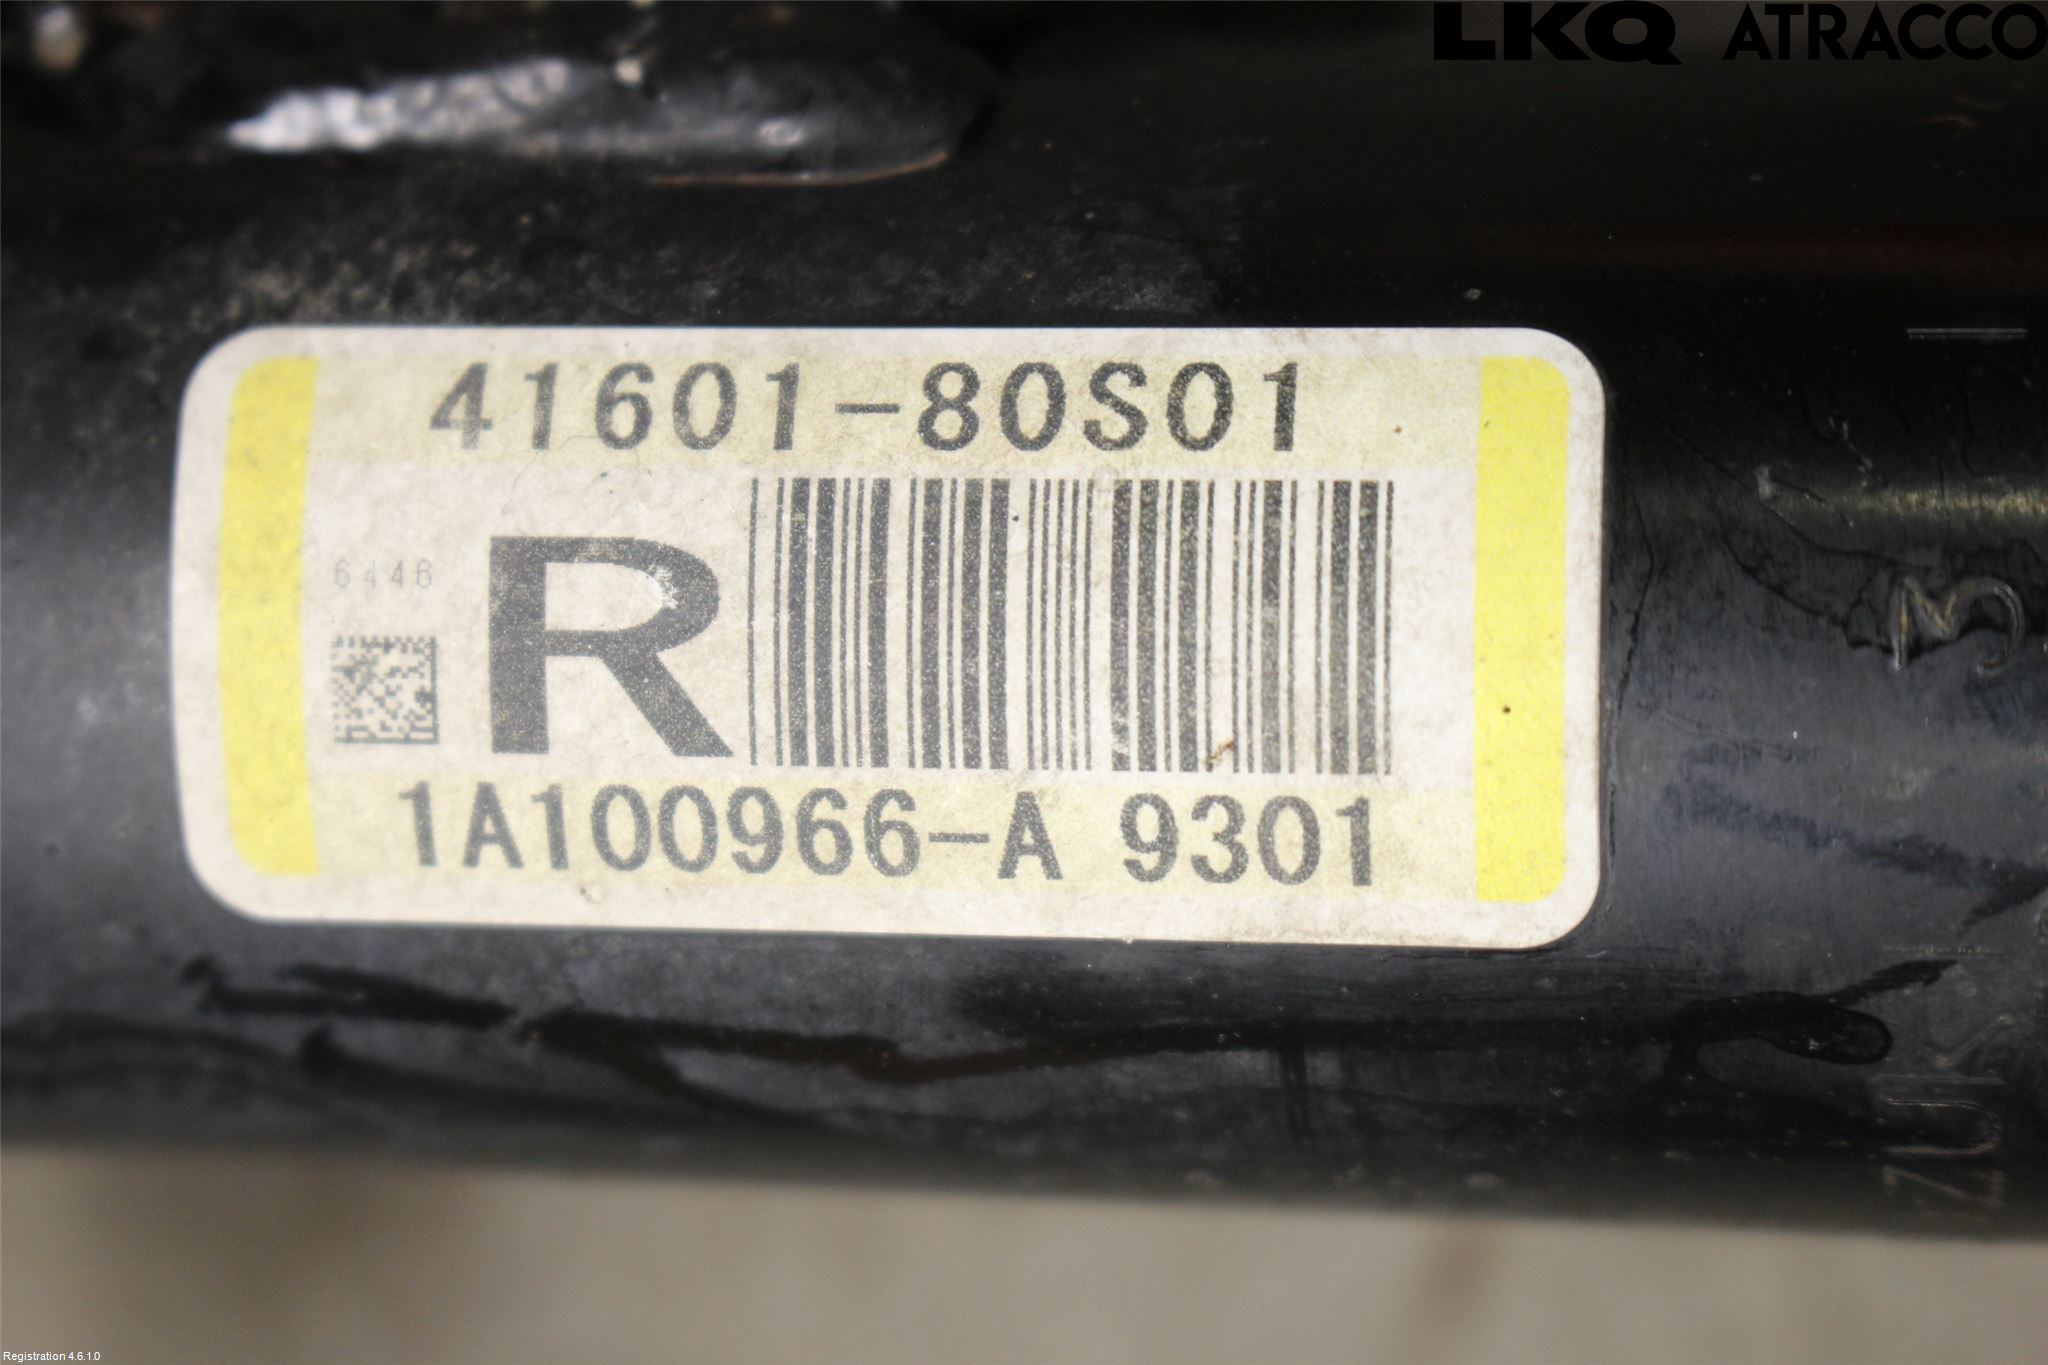 LKQ ATRACCO
41601-80S01
6446
R
1A100966-A 9301
Registration 4.6.1.0